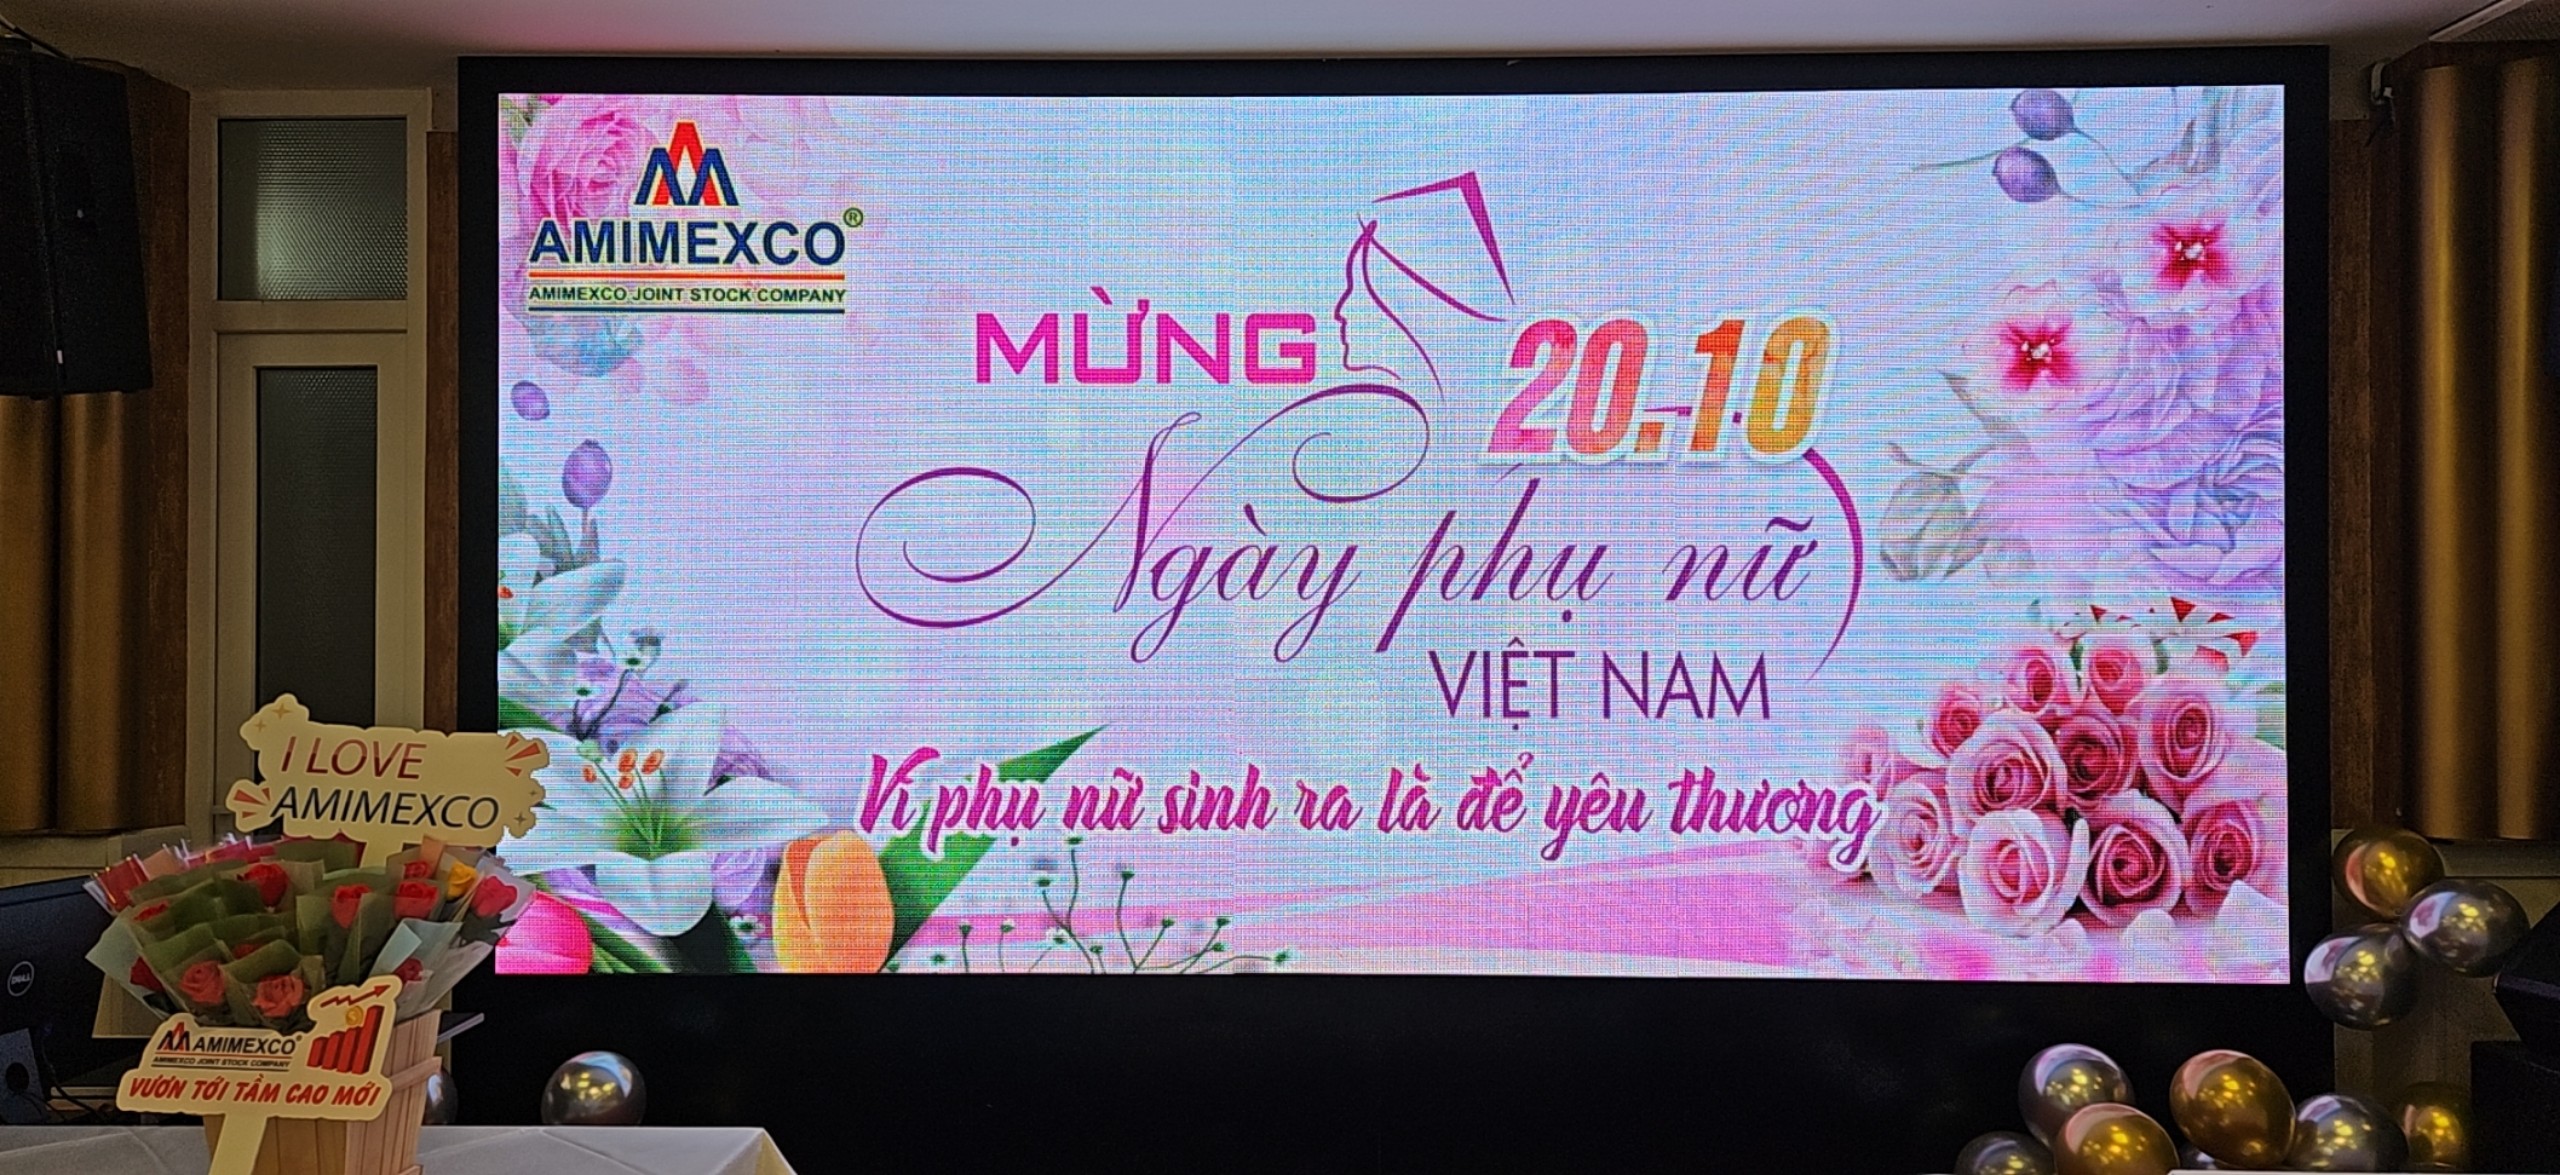 AMIMEXCO®
AMIMEXCO JOINT STOCK COMPANY
MỪNG 20.10
Ngày phụ nữ
VIỆT NAM
Vì phụ nữ sinh ra là để yêu thương
I LOVE
AMIMEXCO
DELL
AMIMEXCO®
AMIMEXCO JOINT STOCK COMPANY
VƯƠN TỚI TẦM CAO MỚI